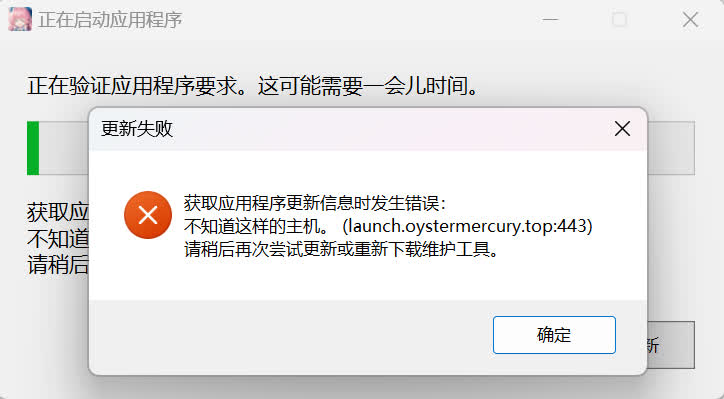 正在启动应用程序
正在验证应用程序要求。这可能需要一会儿时间。
更新失败
获取应用程序更新信息时发生错误：
不知道这样的主机。 (launch.oystermercury.top:443)
请稍后再次尝试更新或重新下载维护工具。
确定
获取应
不知道
请稍后
新